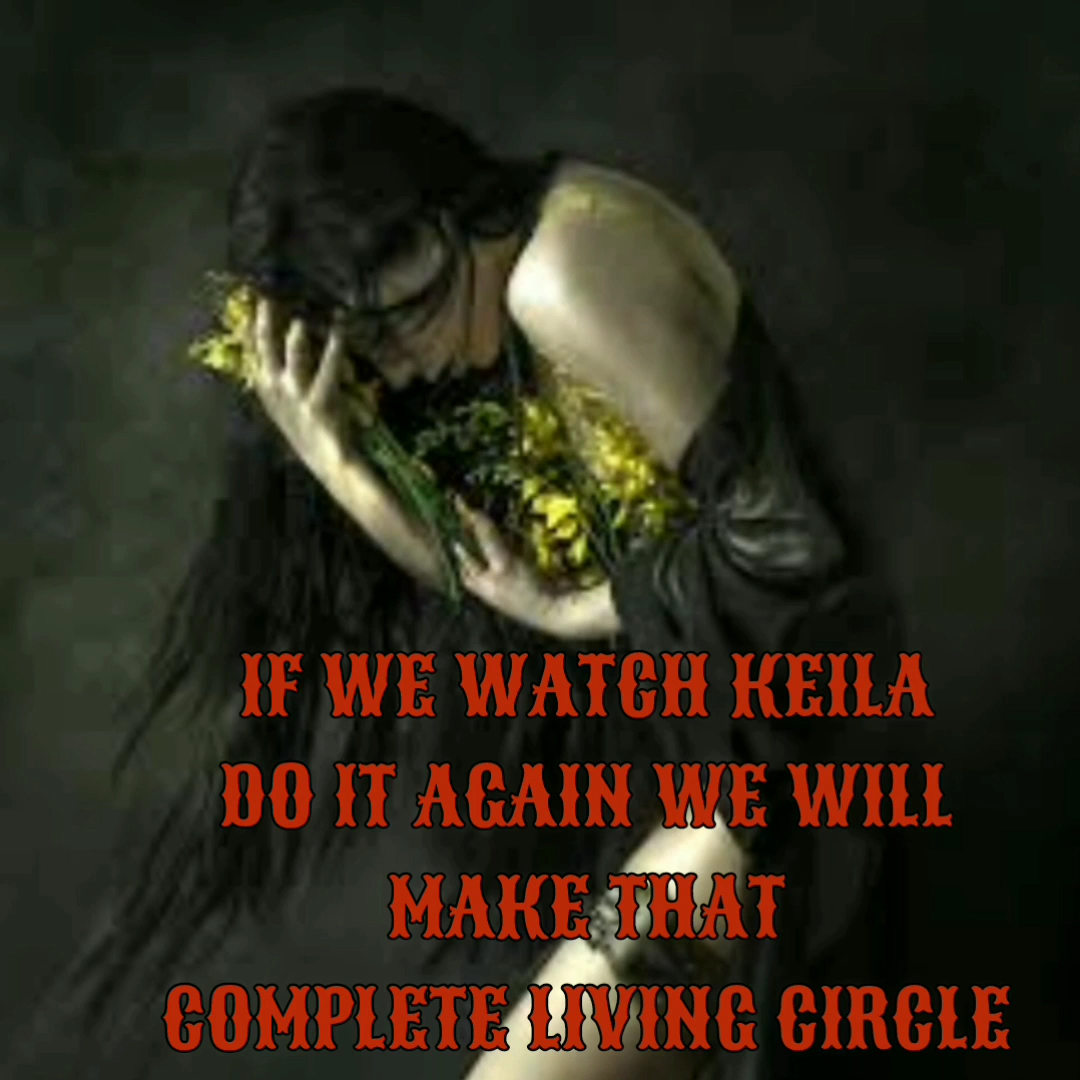 IF WE WATCH KEILA
DO IT AGAIN WE WILL
MAKE THAT
COMPLETE LIVING CIRCLE